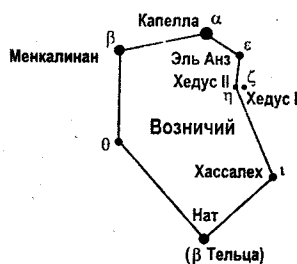 Капелла α
β ε
Менкалинан Эль Анз
Хедус II ζ
η Хедус I
Возничий
θ
Хассалех ι
Нат
(β Тельца)